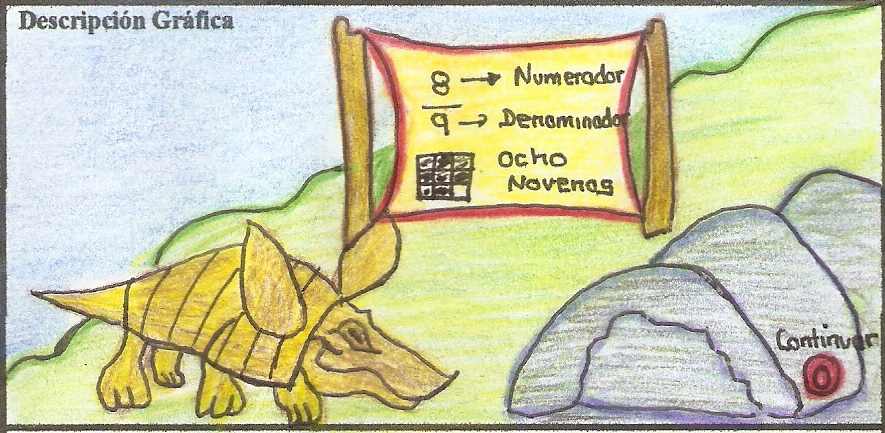 Descripción Gráfica
8 → Numerador
9 → Denominador
Ocho
Novenas
Continuar
O